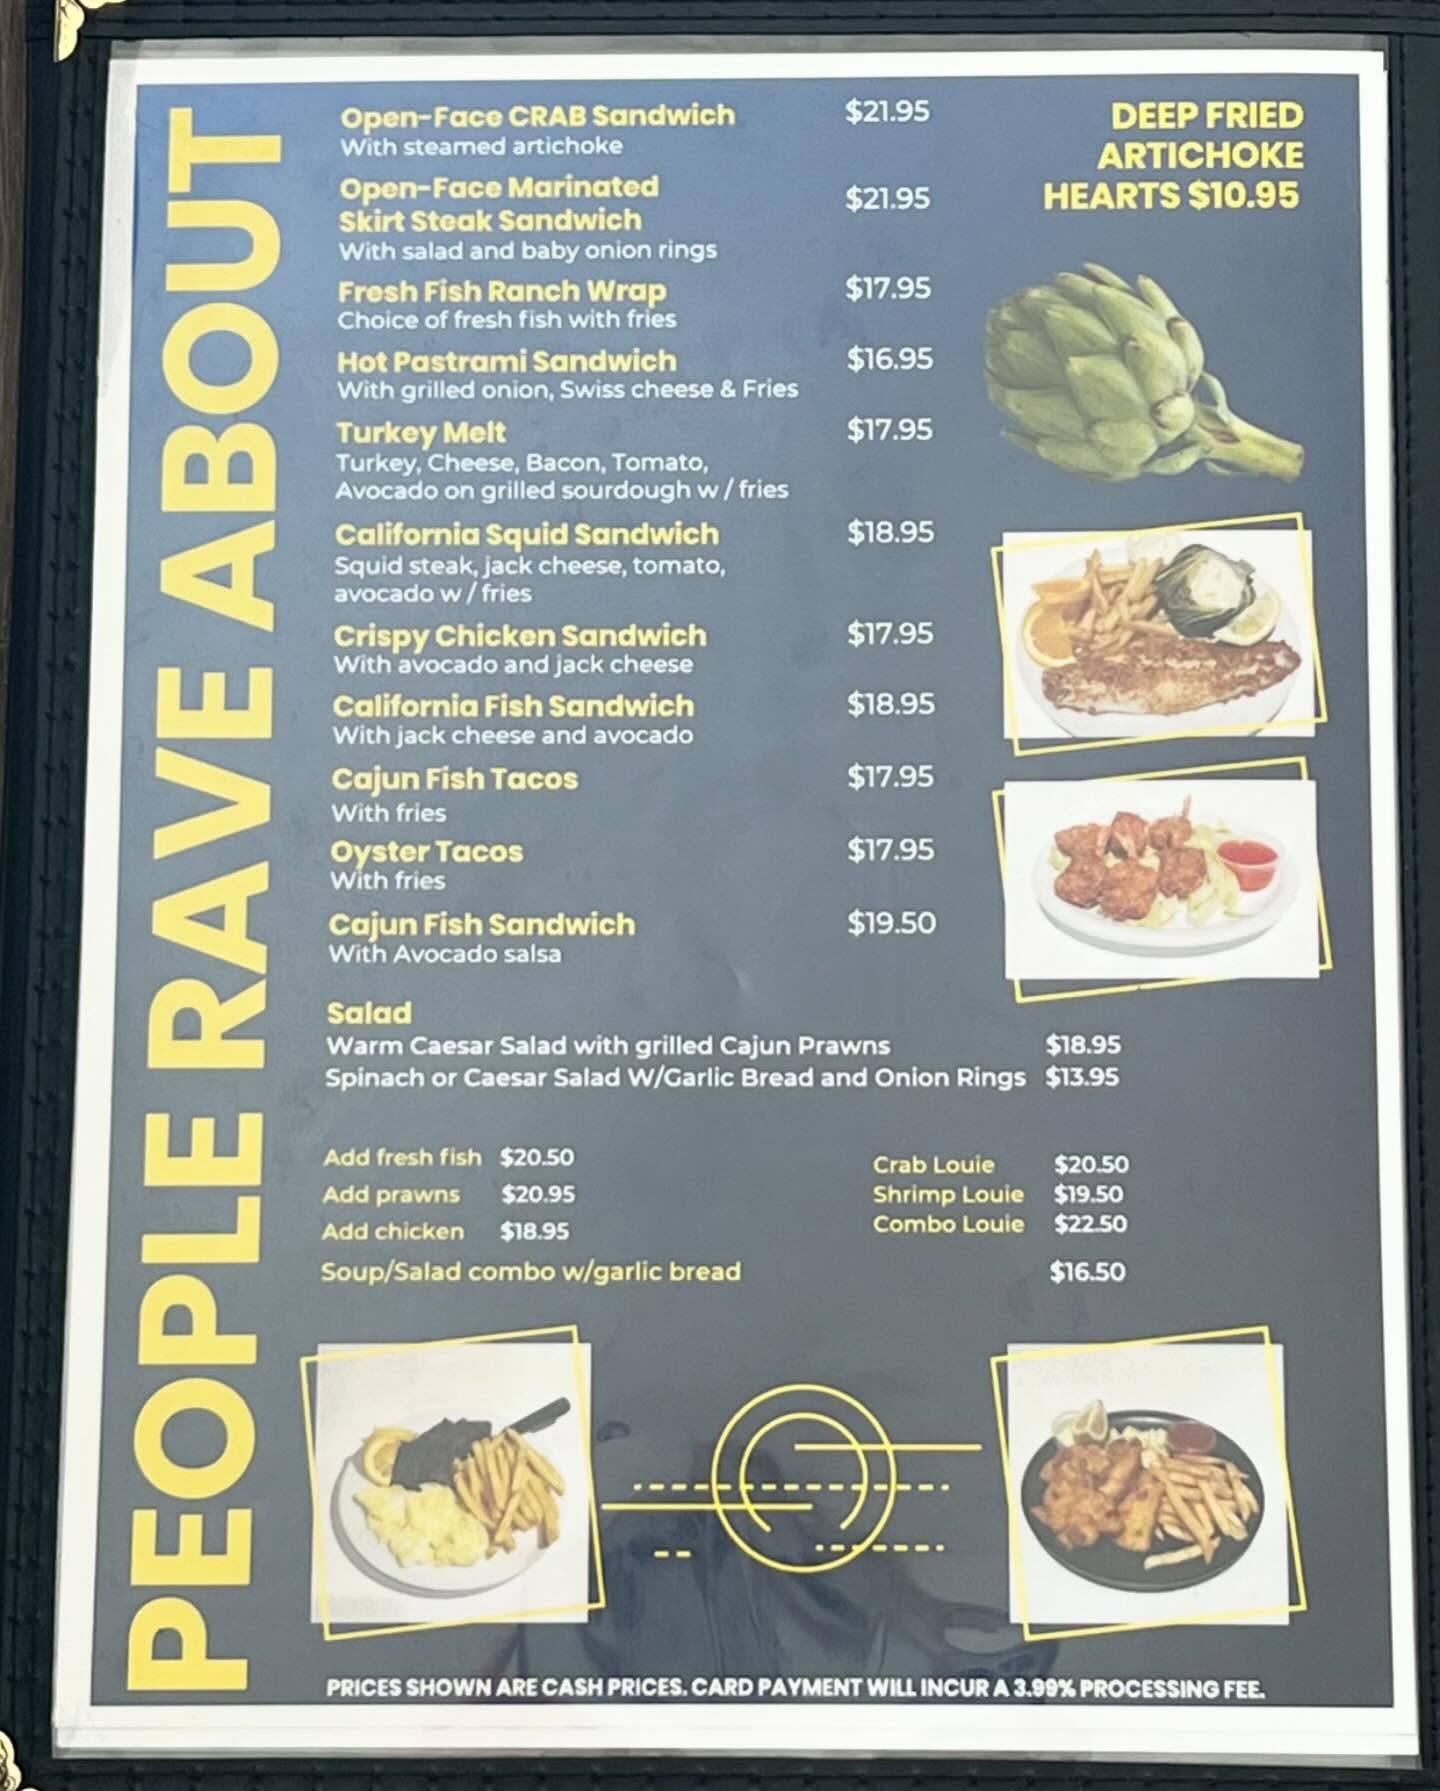 PEOPLE RAVE ABOUT
Open-Face CRAB Sandwich $21.95
With steamed artichoke
Open-Face Marinated
Skirt Steak Sandwich $21.95
With salad and baby onion rings
Fresh Fish Ranch Wrap $17.95
Choice of fresh fish with fries
Hot Pastrami Sandwich $16.95
With grilled onion, Swiss cheese & Fries
Turkey Melt $17.95
Turkey, Cheese, Bacon, Tomato,
Avocado on grilled sourdough w / fries
California Squid Sandwich $18.95
Squid steak, jack cheese, tomato,
avocado w / fries
Crispy Chicken Sandwich $17.95
With avocado and jack cheese
California Fish Sandwich $18.95
With jack cheese and avocado
Cajun Fish Tacos $17.95
With fries
Oyster Tacos $17.95
With fries
Cajun Fish Sandwich $19.50
With Avocado salsa
DEEP FRIED
ARTICHOKE
HEARTS $10.95
Salad
Warm Caesar Salad with grilled Cajun Prawns $18.95
Spinach or Caesar Salad W/Garlic Bread and Onion Rings $13.95
Add fresh fish $20.50
Add prawns $20.95
Add chicken $18.95
Crab Louie $20.50
Shrimp Louie $19.50
Combo Louie $22.50
Soup/Salad combo w/garlic bread $16.50
PRICES SHOWN ARE CASH PRICES. CARD PAYMENT WILL INCUR A 3.99% PROCESSING FEE.